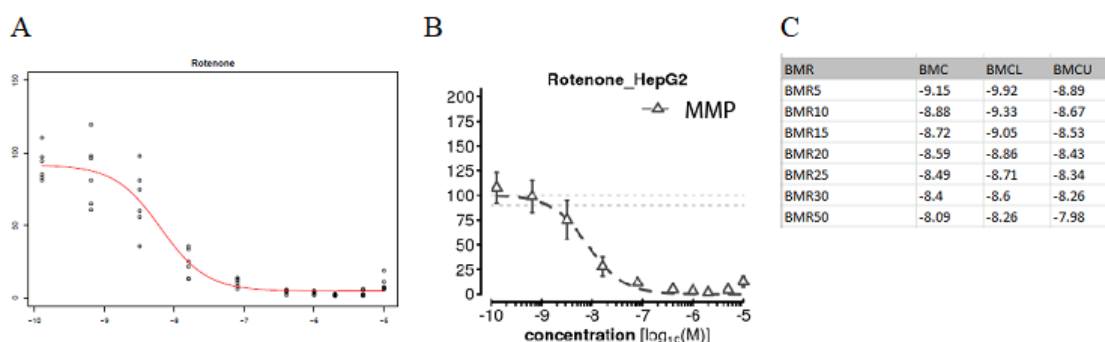 A
B
C
Rotenone
150
100
50
0
-10
-9
-8
-7
-6
-5
Rotenone_HepG2
MMP
200
175
150
125
100
75
50
25
0
-10
-9
-8
-7
-6
-5
concentration [log₁₀(M)]
BMR BMC BMCL BMCU
BMR5 -9.15 -9.92 -8.89
BMR10 -8.88 -9.33 -8.67
BMR15 -8.72 -9.05 -8.53
BMR20 -8.59 -8.86 -8.43
BMR25 -8.49 -8.71 -8.34
BMR30 -8.4 -8.6 -8.26
BMR50 -8.09 -8.26 -7.98